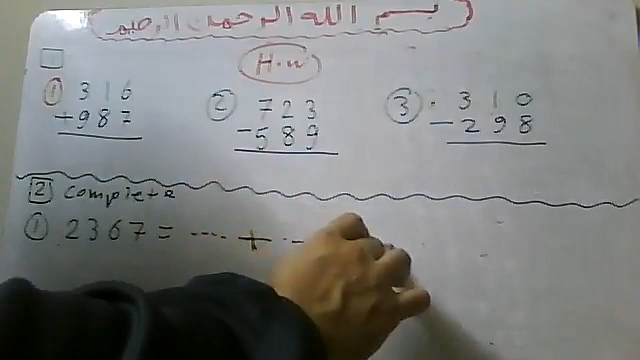 بسم الله الرحمن الرحيم
H.w
① 316 ② 723 ③ 310
+987 -589 -298
2 complete
① 2367 = .... + --